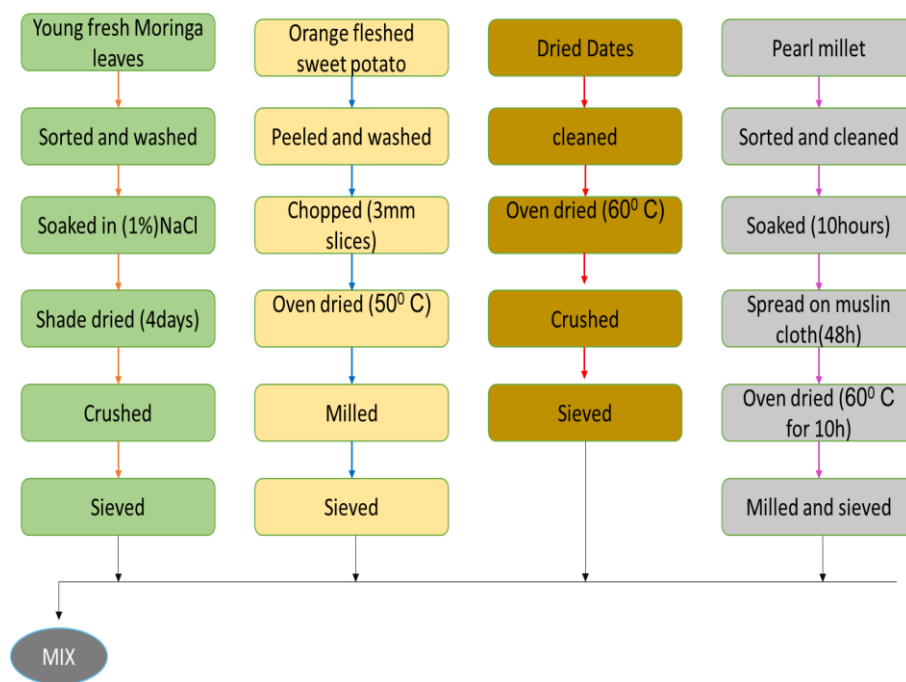 Young fresh Moringa
leaves
Sorted and washed
Soaked in (1%)NaCl
Shade dried (4days)
Crushed
Sieved
Orange fleshed
sweet potato
Peeled and washed
Chopped (3mm
slices)
Oven dried (50⁰ C)
Milled
Sieved
Dried Dates
cleaned
Oven dried (60⁰ C)
Crushed
Sieved
Pearl millet
Sorted and cleaned
Soaked (10hours)
Spread on muslin
cloth(48h)
Oven dried (60⁰ C
for 10h)
Milled and sieved
MIX